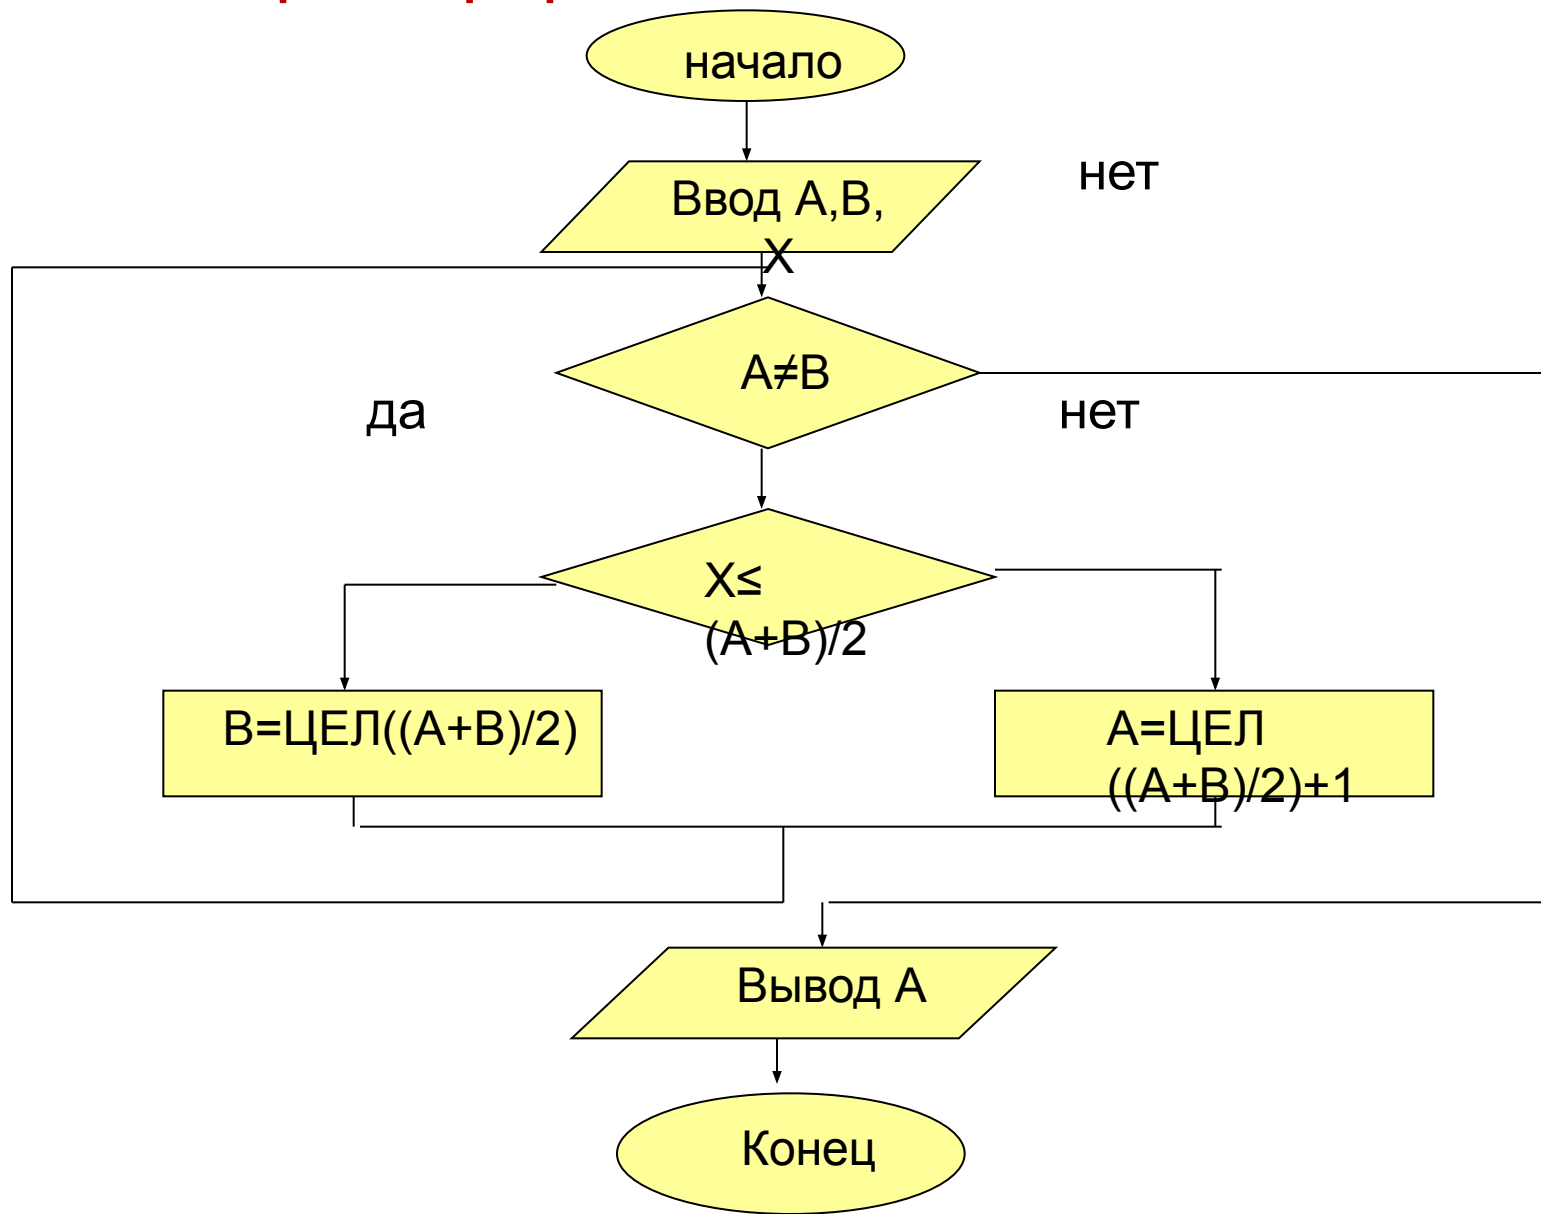 начало
нет
Ввод А,В,
Х
А≠В
да
нет
Х≤
(А+В)/2
В=ЦЕЛ((А+В)/2)
А=ЦЕЛ
((А+В)/2)+1
Вывод А
Конец